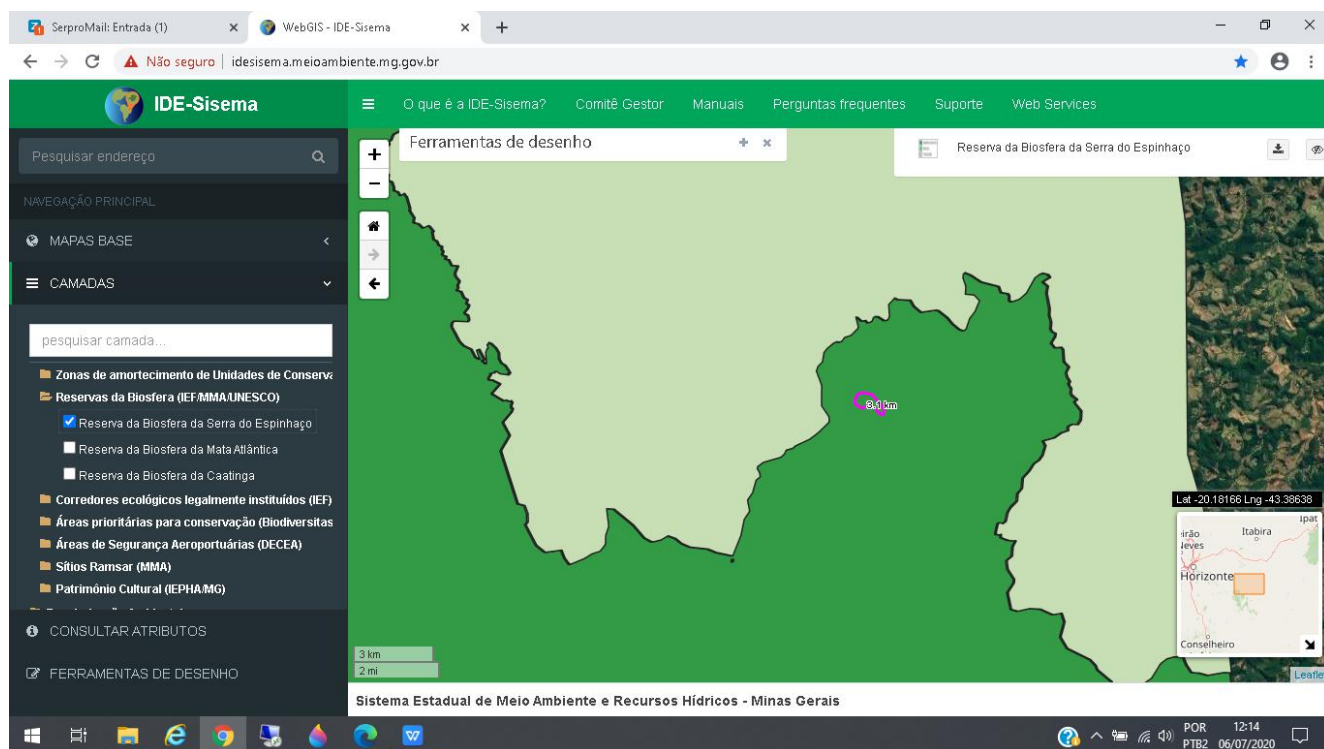 SerproMail: Entrada (1)
WebGIS - IDE-Sisema
Não seguro | idesisema.meioambiente.mg.gov.br
IDE-Sisema
O que é a IDE-Sisema? Comitê Gestor Manuais Perguntas frequentes Suporte Web Services
Pesquisar endereço
NAVEGAÇÃO PRINCIPAL
MAPAS BASE
CAMADAS
pesquisar camada...
Zonas de amortecimento de Unidades de Conserva
Reservas da Biosfera (IEF/MMA/UNESCO)
Reserva da Biosfera da Serra do Espinhaço
Reserva da Biosfera da Mata Atlântica
Reserva da Biosfera da Caatinga
Corredores ecológicos legalmente instituídos (IEF)
Áreas prioritárias para conservação (Biodiversitas
Áreas de Segurança Aeroportuárias (DECEA)
Sítios Ramsar (MMA)
Patrimônio Cultural (IEPHA/MG)
CONSULTAR ATRIBUTOS
FERRAMENTAS DE DESENHO
Ferramentas de desenho
Reserva da Biosfera da Serra do Espinhaço
3.1 km
Lat -20.18166 Lng -43.38638
ipat
eirão Itabira
Neves
Horizonte
Conselheiro
3 km
2 mi
Leafle
Sistema Estadual de Meio Ambiente e Recursos Hídricos - Minas Gerais
POR 12:14
PTB2 06/07/2020